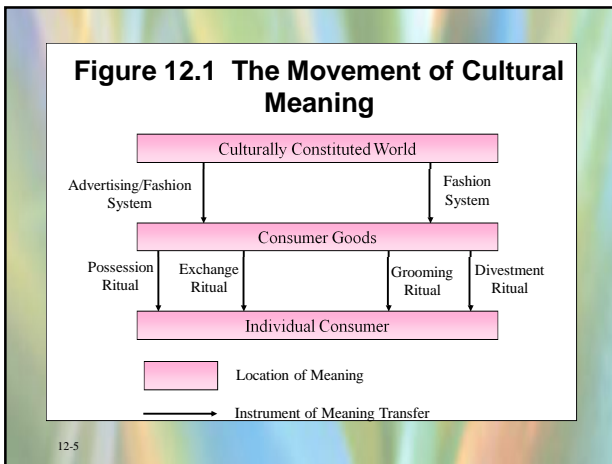 Figure 12.1 The Movement of Cultural
Meaning
Culturally Constituted World
Advertising/Fashion
System
Fashion
System
Consumer Goods
Possession
Ritual
Exchange
Ritual
Grooming
Ritual
Divestment
Ritual
Individual Consumer
Location of Meaning
Instrument of Meaning Transfer
12-5